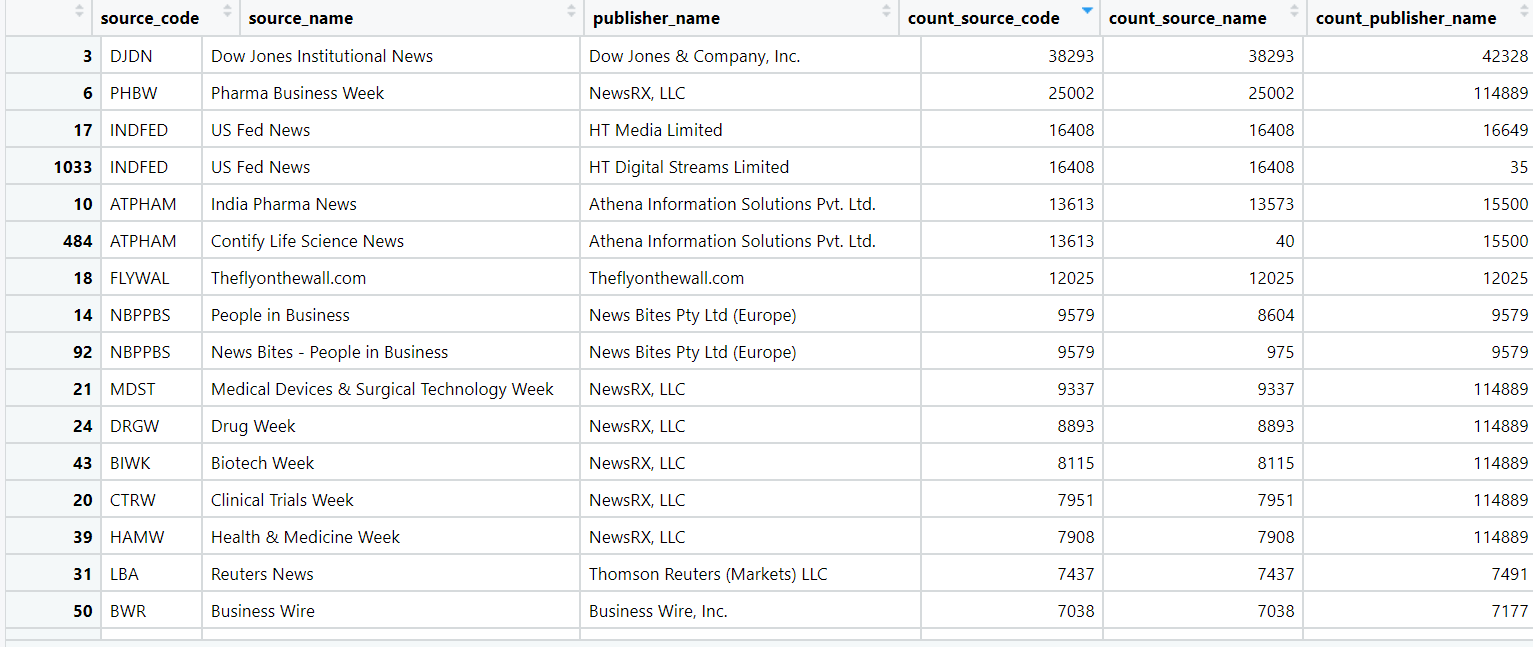 source_code source_name publisher_name count_source_code count_source_name count_publisher_name
3 DJDN Dow Jones Institutional News Dow Jones & Company, Inc. 38293 38293 42328
6 PHBW Pharma Business Week NewsRX, LLC 25002 25002 114889
17 INDFED US Fed News HT Media Limited 16408 16408 16649
1033 INDFED US Fed News HT Digital Streams Limited 16408 16408 35
10 ATPHAM India Pharma News Athena Information Solutions Pvt. Ltd. 13613 13573 15500
484 ATPHAM Contify Life Science News Athena Information Solutions Pvt. Ltd. 13613 40 15500
18 FLYWAL Theflyonthewall.com Theflyonthewall.com 12025 12025 12025
14 NBPPBS People in Business News Bites Pty Ltd (Europe) 9579 8604 9579
92 NBPPBS News Bites - People in Business News Bites Pty Ltd (Europe) 9579 975 9579
21 MDST Medical Devices & Surgical Technology Week NewsRX, LLC 9337 9337 114889
24 DRGW Drug Week NewsRX, LLC 8893 8893 114889
43 BIWK Biotech Week NewsRX, LLC 8115 8115 114889
20 CTRW Clinical Trials Week NewsRX, LLC 7951 7951 114889
39 HAMW Health & Medicine Week NewsRX, LLC 7908 7908 114889
31 LBA Reuters News Thomson Reuters (Markets) LLC 7437 7437 7491
50 BWR Business Wire Business Wire, Inc. 7038 7038 7177